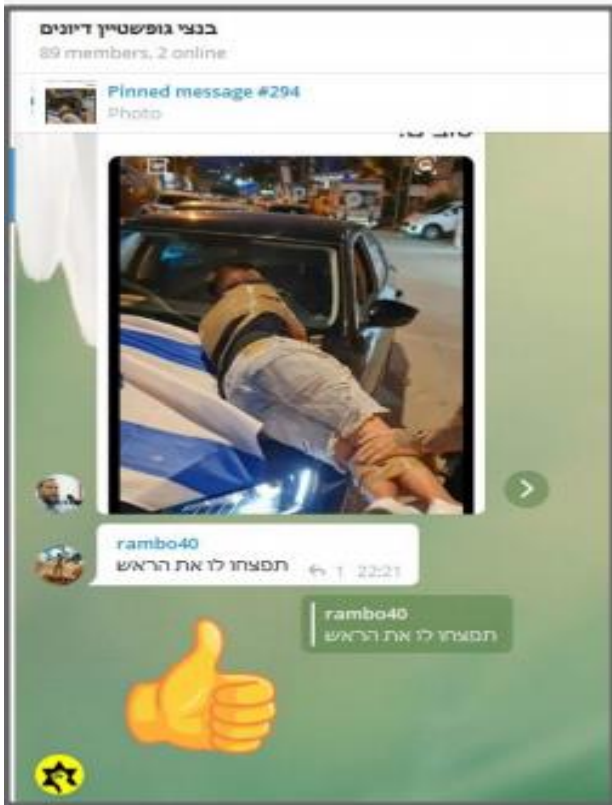 בנצי גופשטיין דיונים
89 members, 2 online
Pinned message #294
Photo
rambo40
תפצחו לו את הראש
1 22:21
rambo40
תפצחו לו את הראש